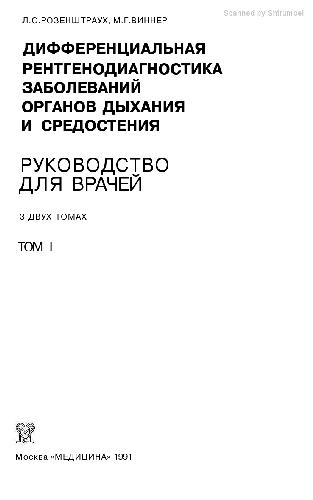 Scanned by Shtrumpel
Л.С.РОЗЕНШТРАУХ, М.Г.ВИННЕР
ДИФФЕРЕНЦИАЛЬНАЯ
РЕНТГЕНОДИАГНОСТИКА
ЗАБОЛЕВАНИЙ
ОРГАНОВ ДЫХАНИЯ
И СРЕДОСТЕНИЯ
РУКОВОДСТВО
ДЛЯ ВРАЧЕЙ
З ДВУХ ТОМАХ
ТОМ I
Москва «МЕДИЦИНА» 1991